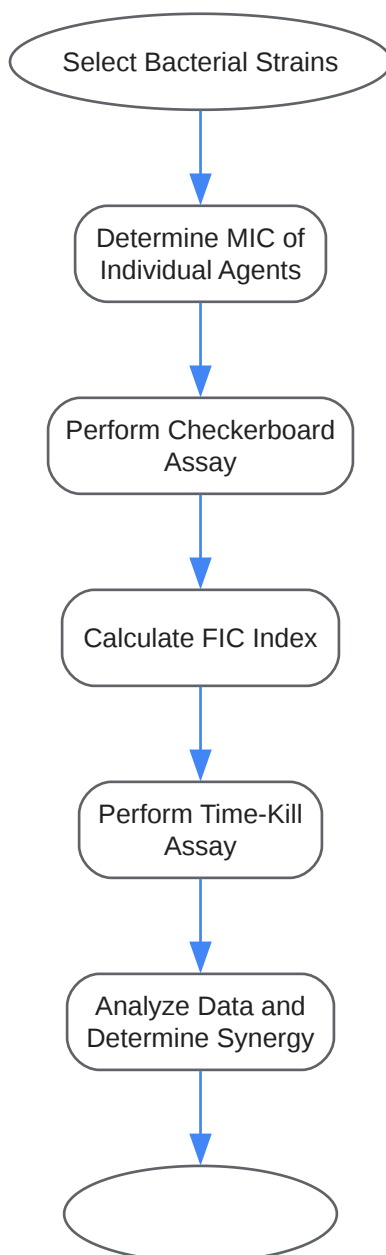 Select Bacterial Strains
Determine MIC of
Individual Agents
Perform Checkerboard
Assay
Calculate FIC Index
Perform Time-Kill
Assay
Analyze Data and
Determine Synergy